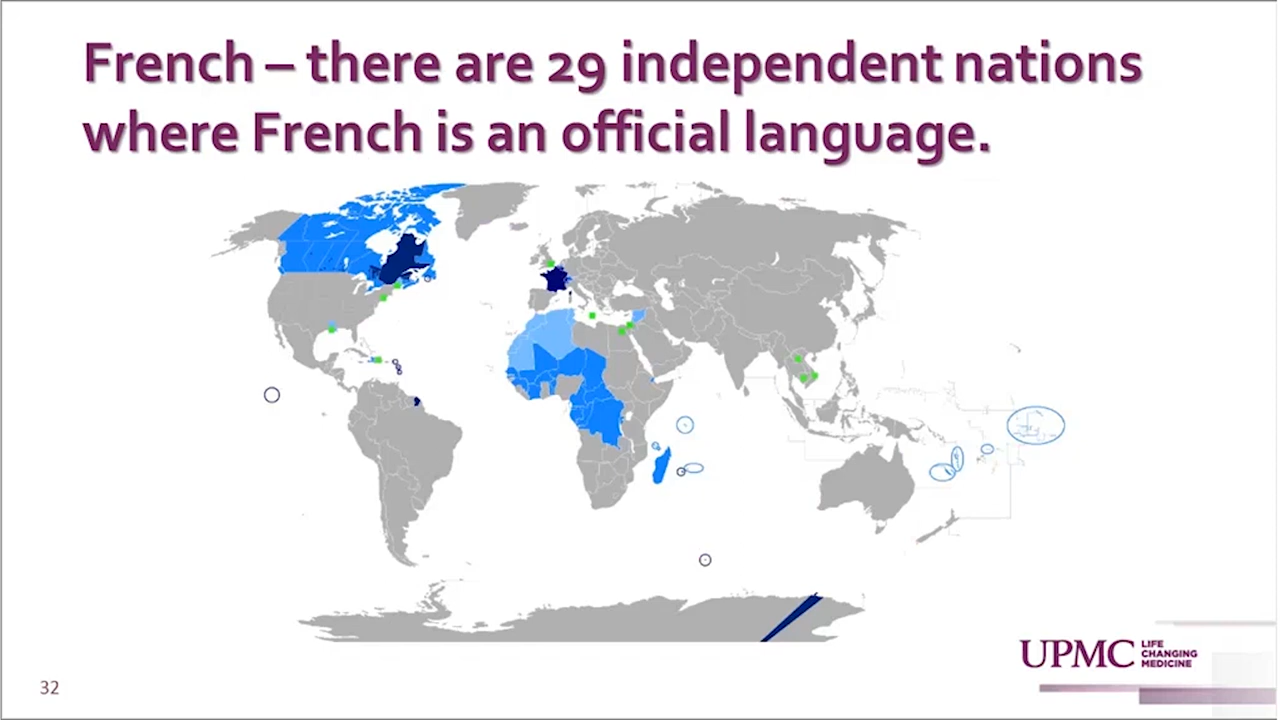 French – there are 29 independent nations
where French is an official language.
UPMC
LIFE
CHANGING
MEDICINE
32